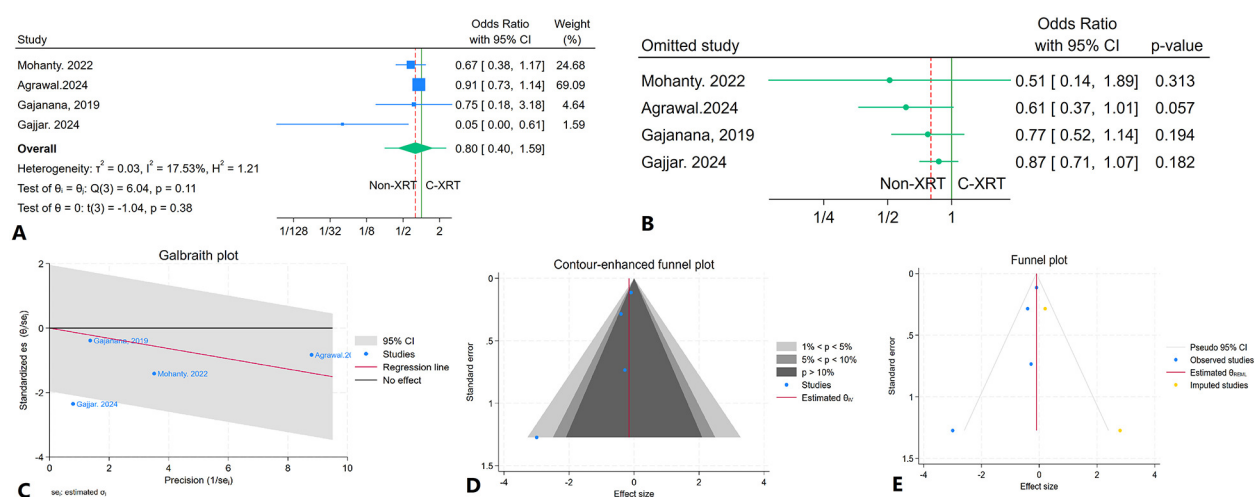 Odds Ratio Weight
Study with 95% CI (%)
Mohanty. 2022 0.67 [ 0.38, 1.17] 24.68
Agrawal.2024 0.91 [ 0.73, 1.14] 69.09
Gajanana, 2019 0.75 [ 0.18, 3.18] 4.64
Gajjar. 2024 0.05 [ 0.00, 0.61] 1.59
Overall 0.80 [ 0.40, 1.59]
Heterogeneity: τ² = 0.03, I² = 17.53%, H² = 1.21
Test of θᵢ = θⱼ: Q(3) = 6.04, p = 0.11
Non-XRT C-XRT
Test of θ = 0: t(3) = -1.04, p = 0.38
1/128 1/32 1/8 1/2 2
A
Odds Ratio
Omitted study with 95% CI p-value
Mohanty. 2022 0.51 [ 0.14, 1.89] 0.313
Agrawal.2024 0.61 [ 0.37, 1.01] 0.057
Gajanana, 2019 0.77 [ 0.52, 1.14] 0.194
Gajjar. 2024 0.87 [ 0.71, 1.07] 0.182
Non-XRT C-XRT
1/4 1/2 1
B
Galbraith plot
Standardized es (θ/seᵢ)
2
0
-2
-4
Gajanana, 2019
Agrawal.20
Mohanty. 2022
Gajjar. 2024
95% CI
Studies
Regression line
No effect
0 2 4 6 8 10
Precision (1/seᵢ)
seᵢ: estimated σᵢ
C
Contour-enhanced funnel plot
Standard error
0
.5
1
1.5
1% < p < 5%
5% < p < 10%
p > 10%
Studies
Estimated θIV
-4 -2 0 2 4
Effect size
D
Funnel plot
Standard error
0
.5
1
1.5
Pseudo 95% CI
Observed studies
Estimated θREML
Imputed studies
-4 -2 0 2 4
Effect size
E